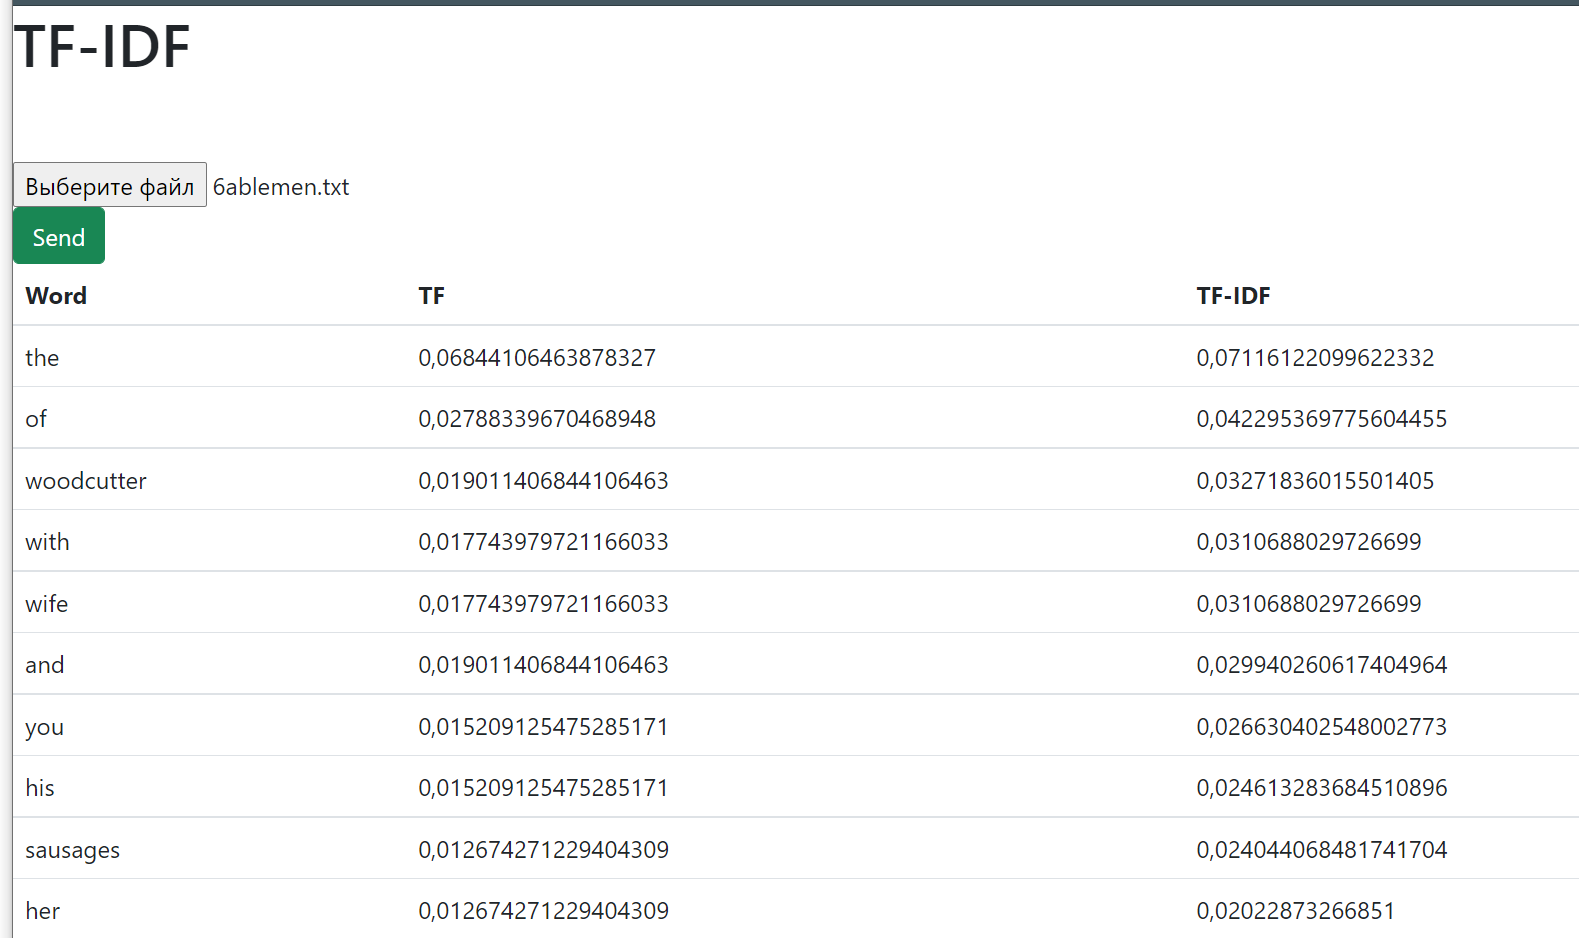 TF-IDF
Выберите файл 6ablemen.txt
Send
Word TF TF-IDF
the 0,06844106463878327 0,07116122099622332
of 0,02788339670468948 0,042295369775604455
woodcutter 0,019011406844106463 0,03271836015501405
with 0,017743979721166033 0,0310688029726699
wife 0,017743979721166033 0,0310688029726699
and 0,019011406844106463 0,029940260617404964
you 0,015209125475285171 0,026630402548002773
his 0,015209125475285171 0,024613283684510896
sausages 0,012674271229404309 0,024044068481741704
her 0,012674271229404309 0,02022873266851